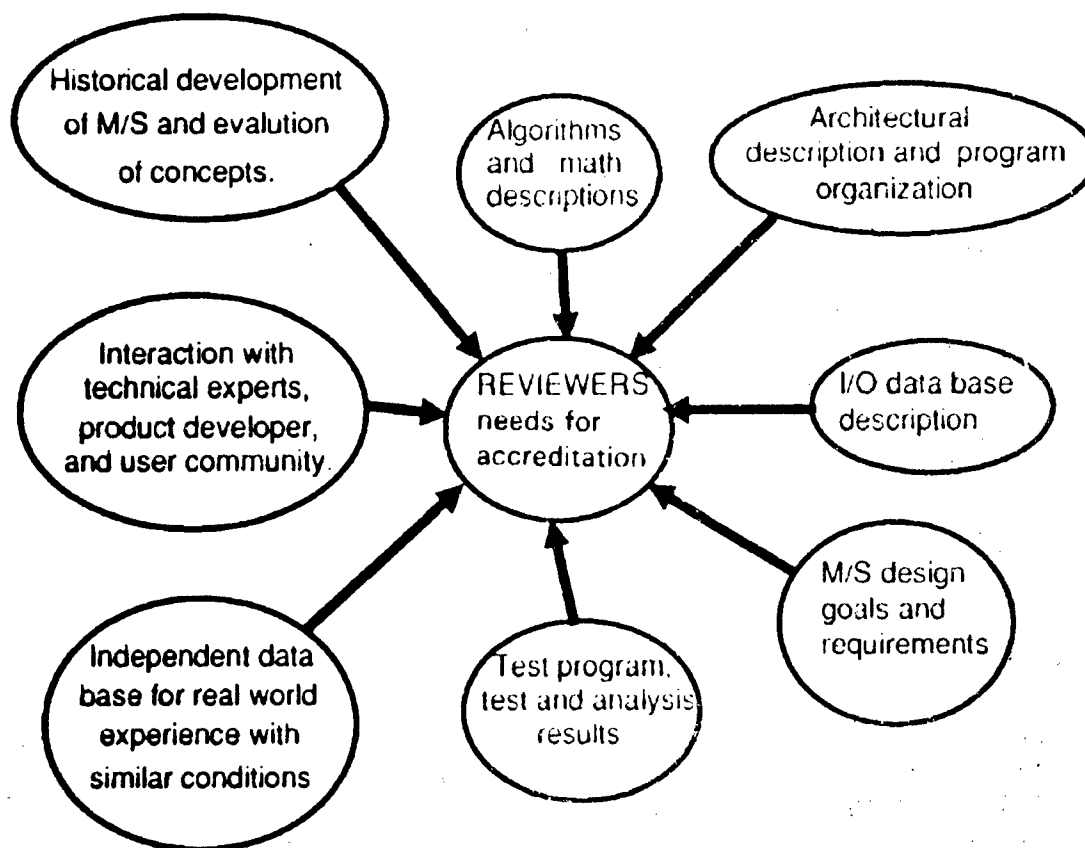 Historical development
of M/S and evalution
of concepts.
Algorithms
and math
descriptions
Architectural
description and program
organization
Interaction with
technical experts,
product developer,
and user community.
REVIEWERS
needs for
accreditation
I/O data base
description
Independent data
base for real world
experience with
similar conditions
Test program,
test and analysis
results
M/S design
goals and
requirements